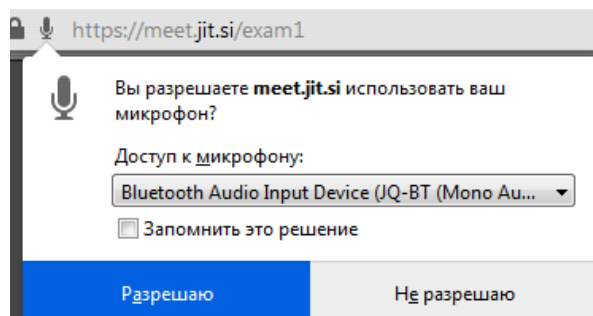 https://meet.jit.si/exam1
Вы разрешаете meet.jit.si использовать ваш
микрофон?
Доступ к микрофону:
Bluetooth Audio Input Device (JQ-BT (Mono Au...
Запомнить это решение
Разрешаю
Не разрешаю